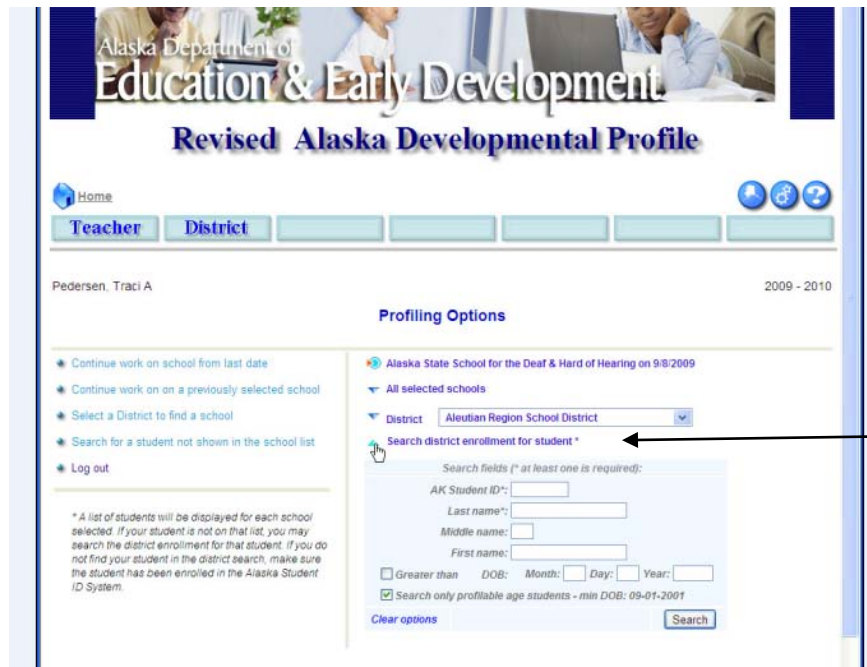 Alaska Department of
Education & Early Development
Revised Alaska Developmental Profile
Home
Teacher District
Pedersen, Traci A 2009 - 2010
Profiling Options
Continue work on school from last date
Continue work on on a previously selected school
Select a District to find a school
Search for a student not shown in the school list
Log out
* A list of students will be displayed for each school
selected. If your student is not on that list, you may
search the district enrollment for that student. If you do
not find your student in the district search, make sure
the student has been enrolled in the Alaska Student
ID System.
Alaska State School for the Deaf & Hard of Hearing on 9/8/2009
All selected schools
District Aleutian Region School District
Search district enrollment for student *
Search fields (* at least one is required):
AK Student ID*:
Last name*:
Middle name:
First name:
Greater than DOB: Month: Day: Year:
Search only profilable age students - min DOB: 09-01-2001
Clear options Search